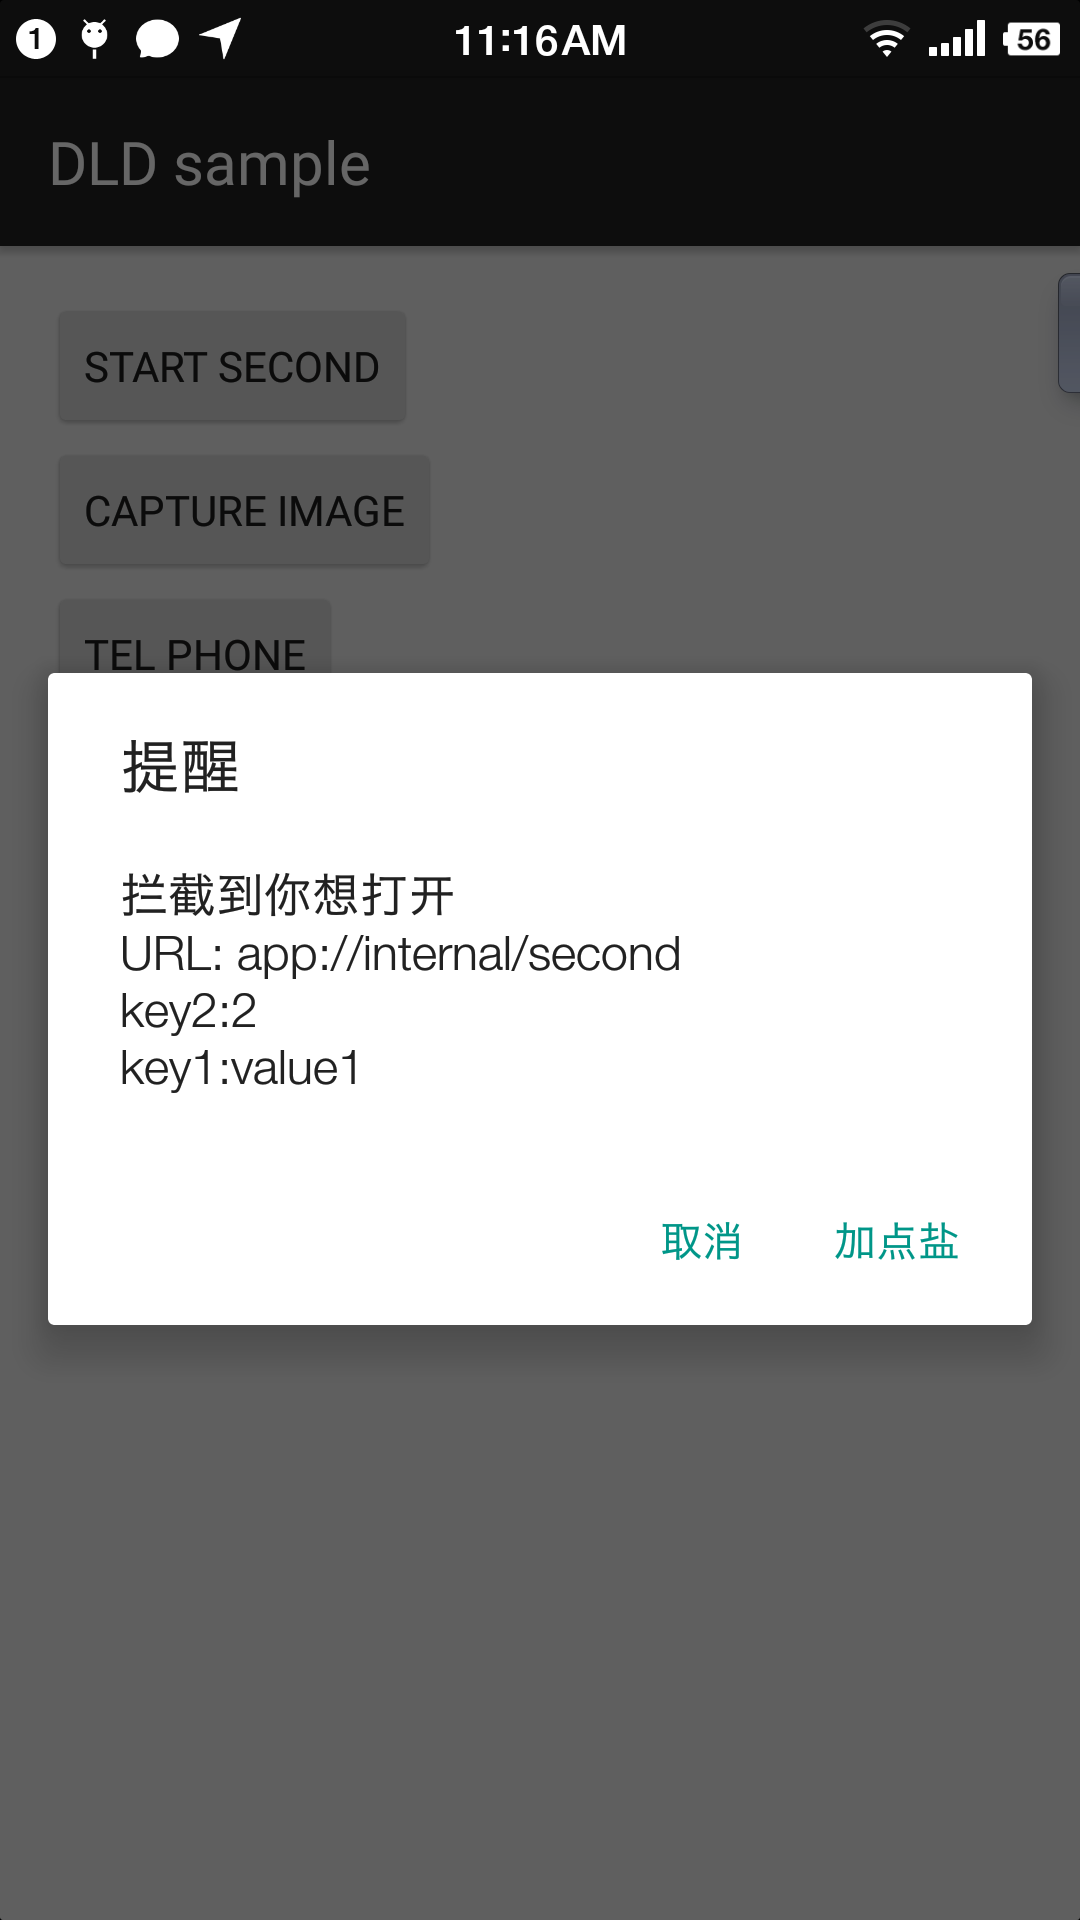 1
11:16AM
56
DLD sample
START SECOND
CAPTURE IMAGE
TEL PHONE
提醒
拦截到你想打开
URL: app://internal/second
key2:2
key1:value1
取消 加点盐